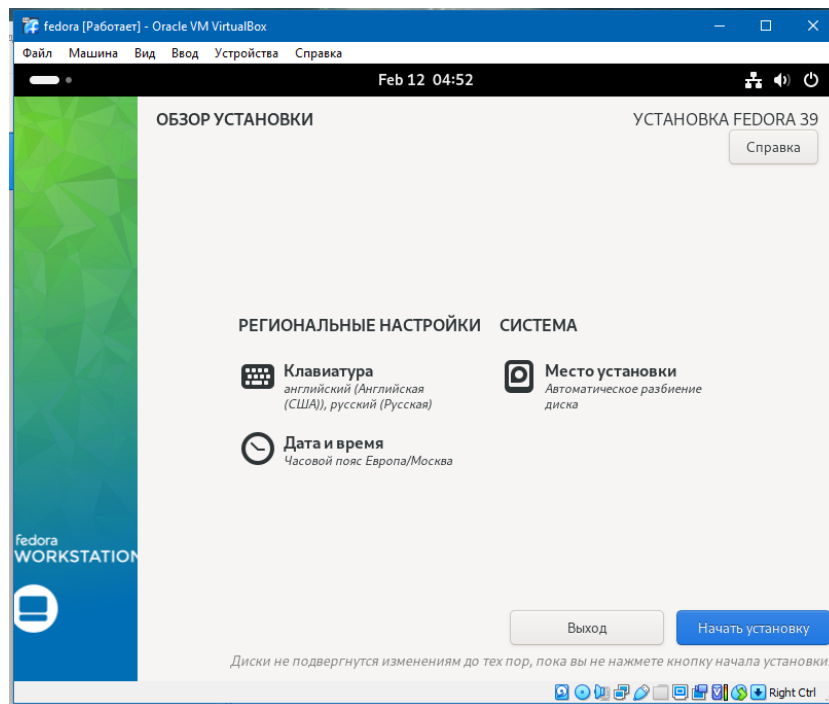 fedora [Работает] - Oracle VM VirtualBox
Файл Машина Вид Ввод Устройства Справка
Feb 12 04:52
ОБЗОР УСТАНОВКИ
УСТАНОВКА FEDORA 39
Справка
РЕГИОНАЛЬНЫЕ НАСТРОЙКИ
Клавиатура
английский (Английская
(США)), русский (Русская)
Дата и время
Часовой пояс Европа/Москва
СИСТЕМА
Место установки
Автоматическое разбиение
диска
fedora
WORKSTATION
Выход
Начать установку
Диски не подвергнутся изменениям до тех пор, пока вы не нажмете кнопку начала установки.
Right Ctrl